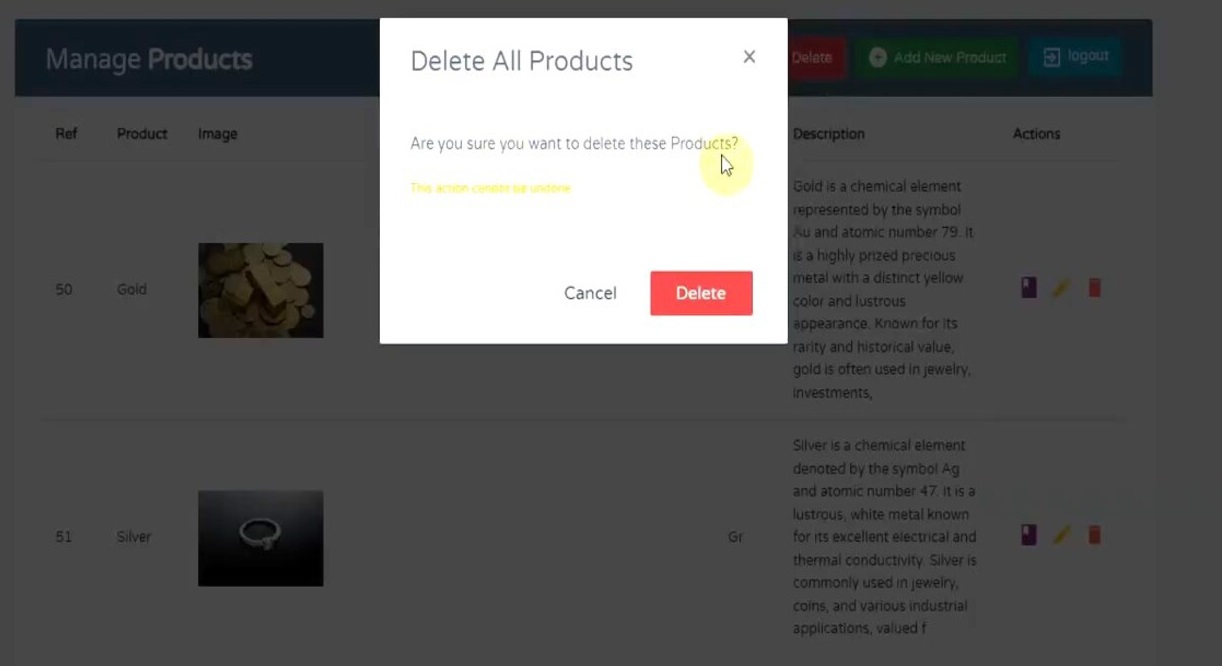 Manage Products
Delete
Add New Product
logout
Delete All Products
×
Are you sure you want to delete these Products?
This action cannot be undone
Cancel
Delete
Ref
Product
Image
Description
Actions
50
Gold
Gold is a chemical element
represented by the symbol
Au and atomic number 79. It
is a highly prized precious
metal with a distinct yellow
color and lustrous
appearance. Known for its
rarity and historical value,
gold is often used in jewelry,
investments,
51
Silver
Gr
Silver is a chemical element
denoted by the symbol Ag
and atomic number 47. It is a
lustrous, white metal known
for its excellent electrical and
thermal conductivity. Silver is
commonly used in jewelry,
coins, and various industrial
applications, valued f